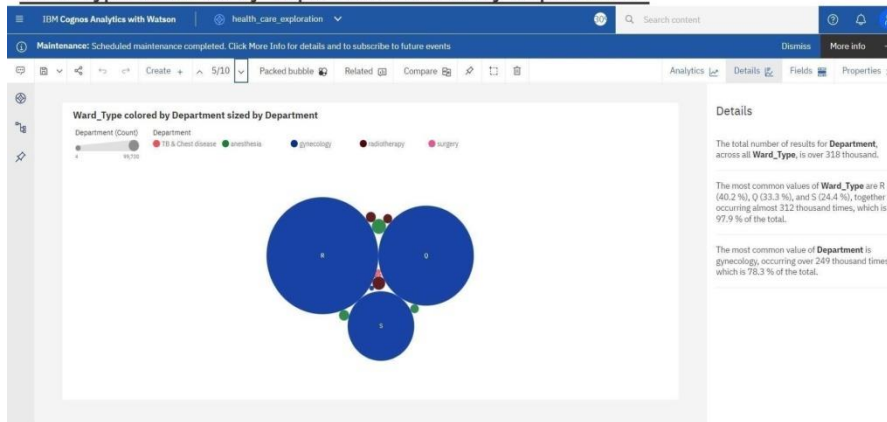 IBM Cognos Analytics with Watson
health_care_exploration
Search content
Maintenance: Scheduled maintenance completed. Click More Info for details and to subscribe to future events
Dismiss
More info
Create +
5/10
Packed bubble
Related
Compare
Analytics
Details
Fields
Properties
Ward_Type colored by Department sized by Department
Department (Count)
Department
TB & Chest disease
anesthesia
gynecology
radiotherapy
surgery
R
Q
S
Details
The total number of results for Department,
across all Ward_Type, is over 318 thousand.
The most common values of Ward_Type are R
(40.2 %), Q (33.3 %), and S (24.4 %), together
occurring almost 312 thousand times, which is
97.9 % of the total.
The most common value of Department is
gynecology, occurring over 249 thousand times
which is 78.3 % of the total.